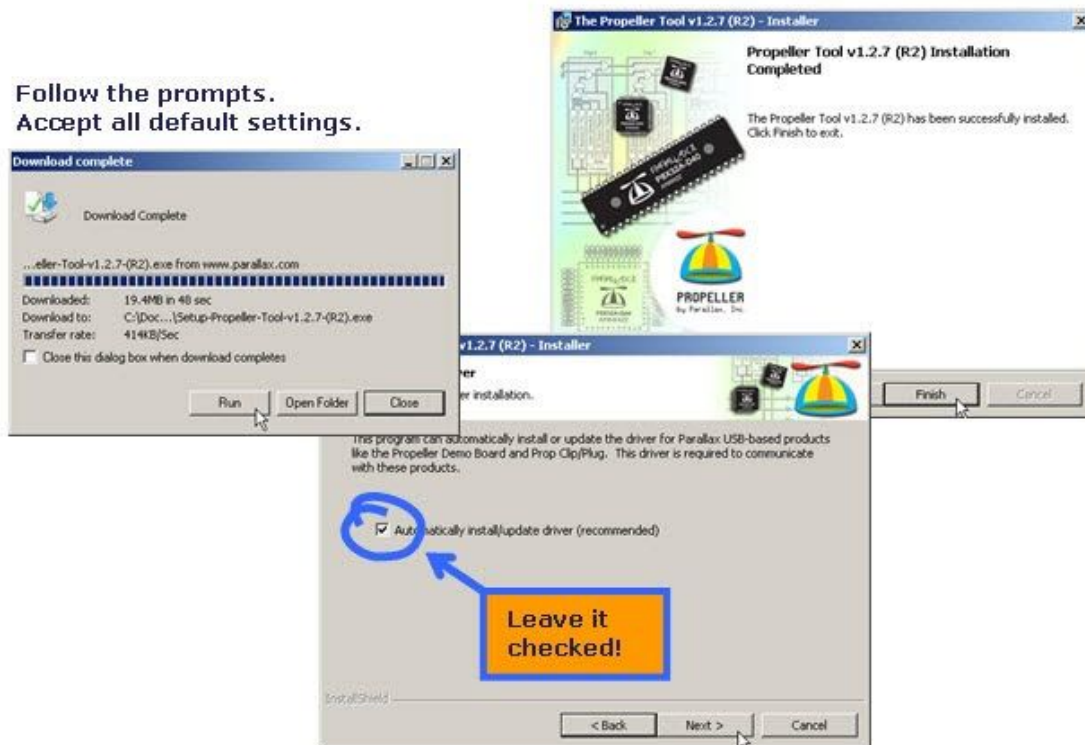 Follow the prompts.
Accept all default settings.
Download complete
Download Complete
...eller-Tool-v1.2.7-(R2).exe from www.parallax.com
Downloaded: 19.4MB in 48 sec
Download to: C:\Doc...\Setup-Propeller-Tool-v1.2.7-(R2).exe
Transfer rate: 414KB/Sec
Close this dialog box when download completes
Run Open Folder Close
The Propeller Tool v1.2.7 (R2) - Installer
Propeller Tool v1.2.7 (R2) Installation
Completed
The Propeller Tool v1.2.7 (R2) has been successfully installed.
Click Finish to exit.
PARALLAX
P8X32A-D40
PROPELLER
by Parallax, Inc.
Finish Cancel
v1.2.7 (R2) - Installer
er
er installation.
This program can automatically install or update the driver for Parallax USB-based products
like the Propeller Demo Board and Prop Clip/Plug. This driver is required to communicate
with these products.
Automatically install/update driver (recommended)
Leave it
checked!
InstallShield
< Back Next > Cancel